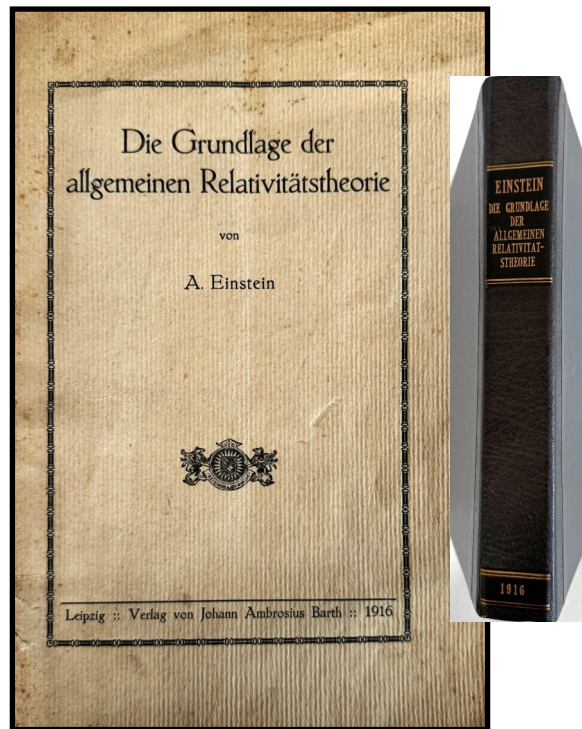 Die Grundlage der
allgemeinen Relativitätstheorie
von
A. Einstein
Leipzig :: Verlag von Johann Ambrosius Barth :: 1916
EINSTEIN
DIE GRUNDLAGE
DER
ALLGEMEINEN
RELATIVITAT-
STHEORIE
1916